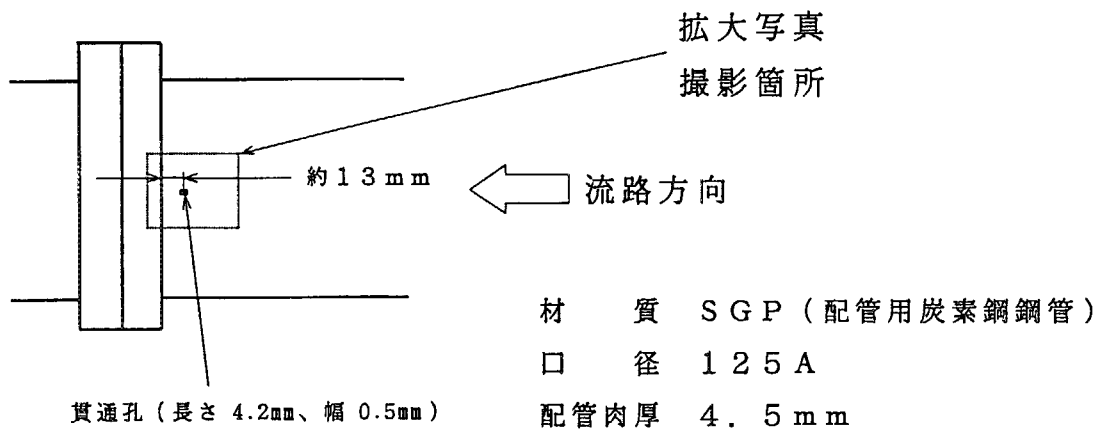 拡大写真
撮影箇所
約13mm
流路方向
材　　質　SGP（配管用炭素鋼鋼管）
口　　径　125A
配管肉厚　4．5mm
貫通孔（長さ 4.2mm、幅 0.5mm）